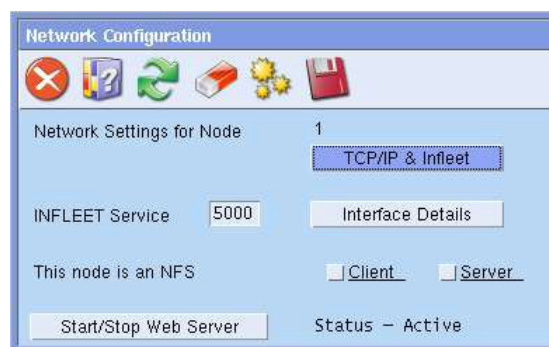 Network Configuration
Network Settings for Node 1
TCP/IP & Infleet
INFLEET Service 5000 Interface Details
This node is an NFS Client Server
Start/Stop Web Server Status – Active